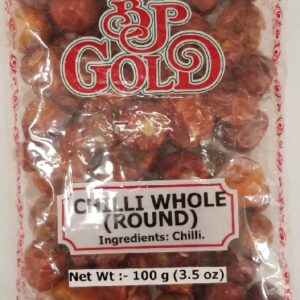 BJP
GOLD
CHILLI WHOLE
(ROUND)
Ingredients: Chilli.
Net Wt :- 100 g (3.5 oz)